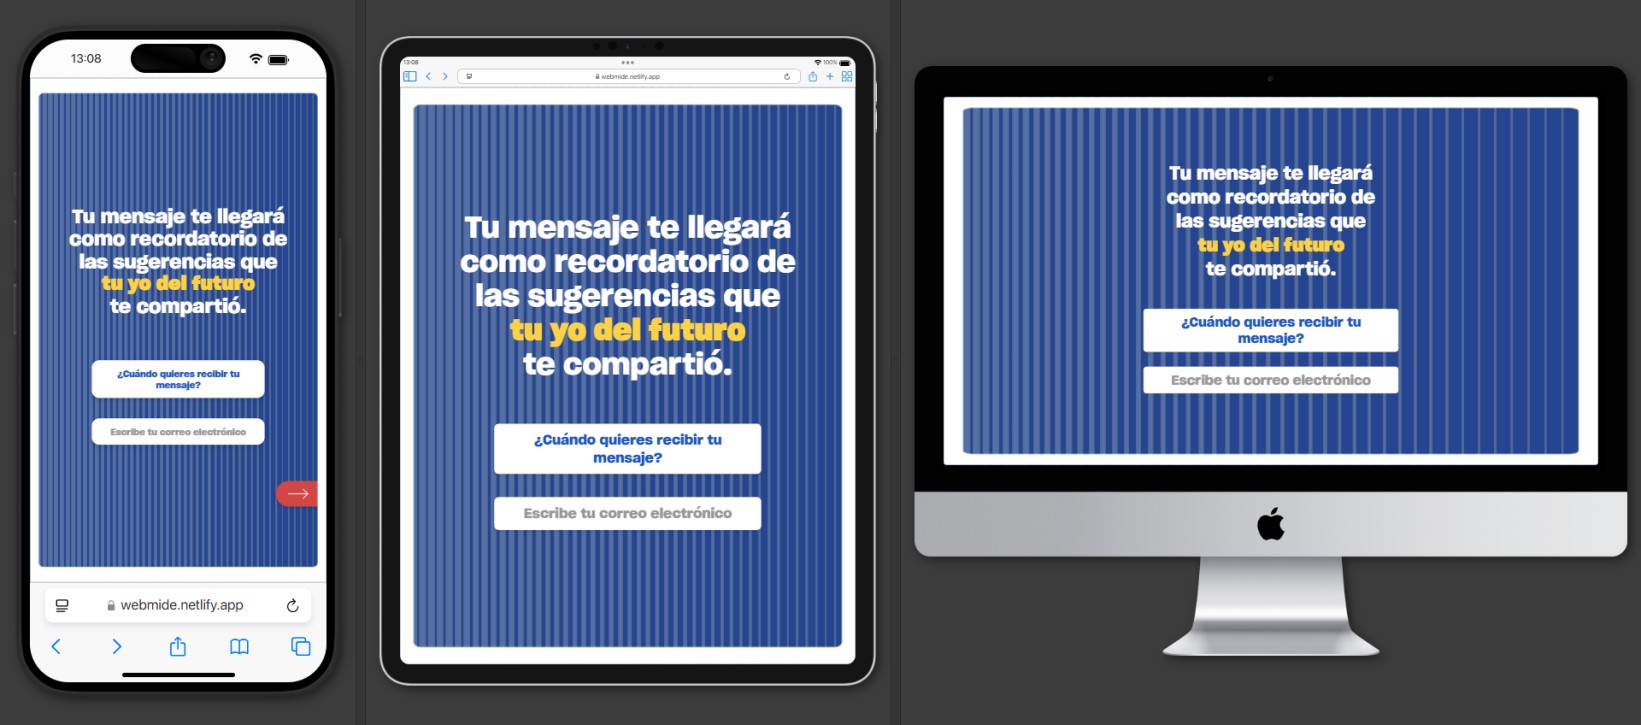 13:08
Tu mensaje te llegará
como recordatorio de
las sugerencias que
tu yo del futuro
te compartió.
¿Cuándo quieres recibir tu
mensaje?
Escribe tu correo electrónico
webmide.netlify.app
13:08
100%
webmide.netlify.app
Tu mensaje te llegará
como recordatorio de
las sugerencias que
tu yo del futuro
te compartió.
¿Cuándo quieres recibir tu
mensaje?
Escribe tu correo electrónico
Tu mensaje te llegará
como recordatorio de
las sugerencias que
tu yo del futuro
te compartió.
¿Cuándo quieres recibir tu
mensaje?
Escribe tu correo electrónico